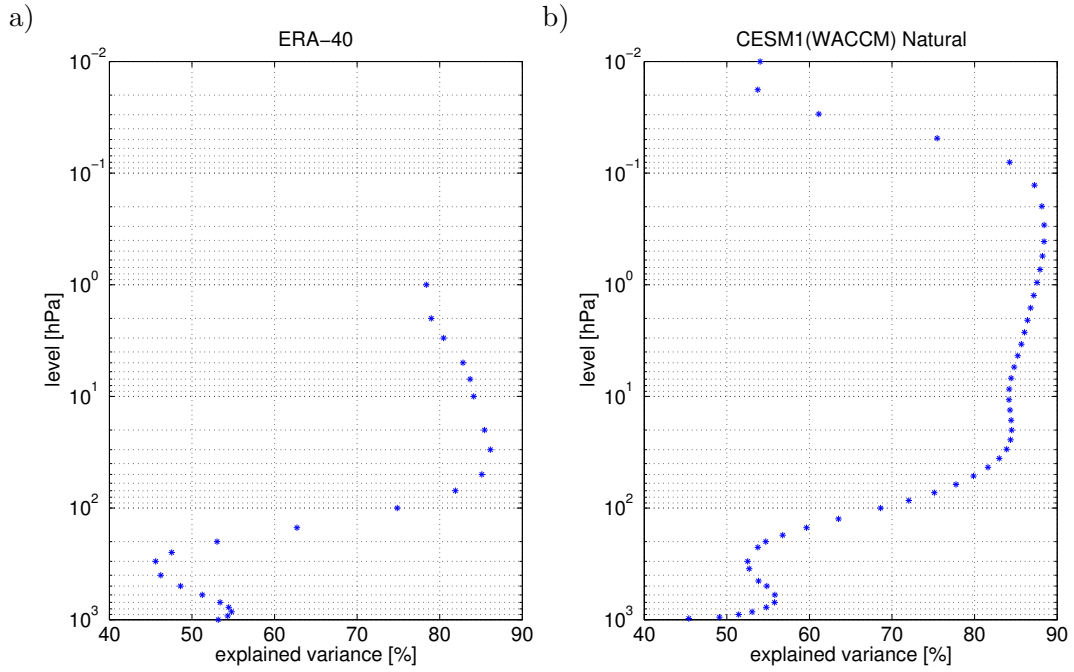 a)
ERA−40
10^-2
10^-1
10^0
10^1
10^2
10^3
level [hPa]
40 50 60 70 80 90
explained variance [%]
b)
CESM1(WACCM) Natural
10^-2
10^-1
10^0
10^1
10^2
10^3
level [hPa]
40 50 60 70 80 90
explained variance [%]